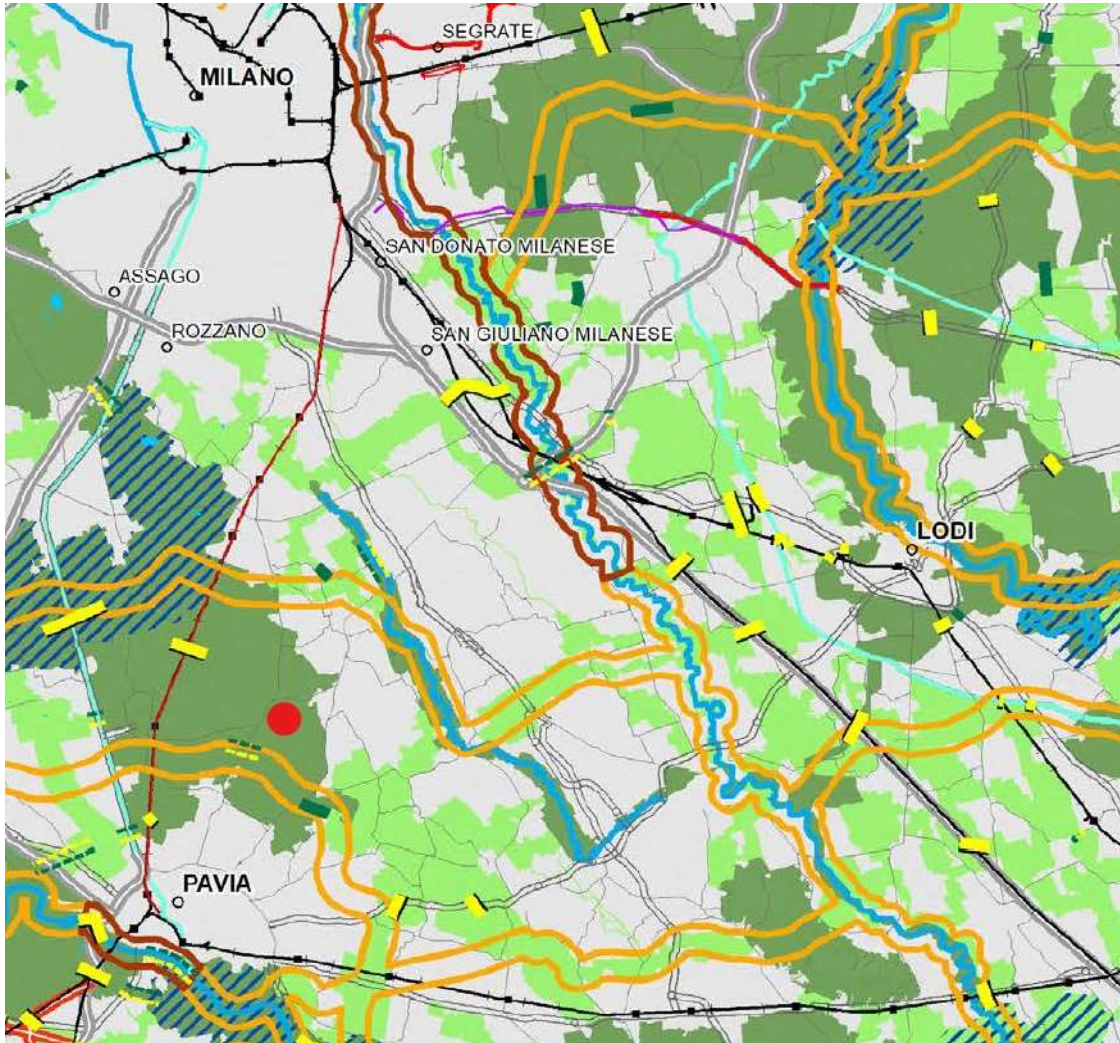 SEGRATE
MILANO
SAN DONATO MILANESE
ASSAGO
ROZZANO
SAN GIULIANO MILANESE
LODI
PAVIA